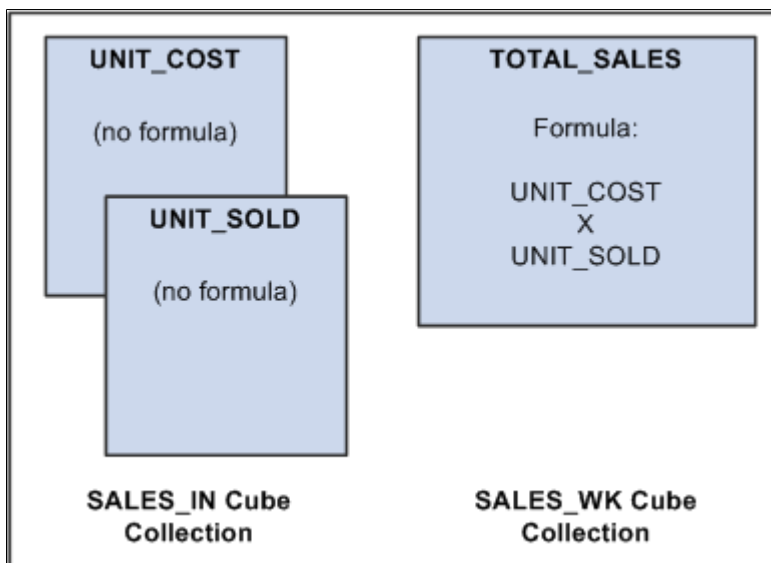 UNIT_COST
(no formula)
UNIT_SOLD
(no formula)
SALES_IN Cube
Collection
TOTAL_SALES
Formula:
UNIT_COST
X
UNIT_SOLD
SALES_WK Cube
Collection